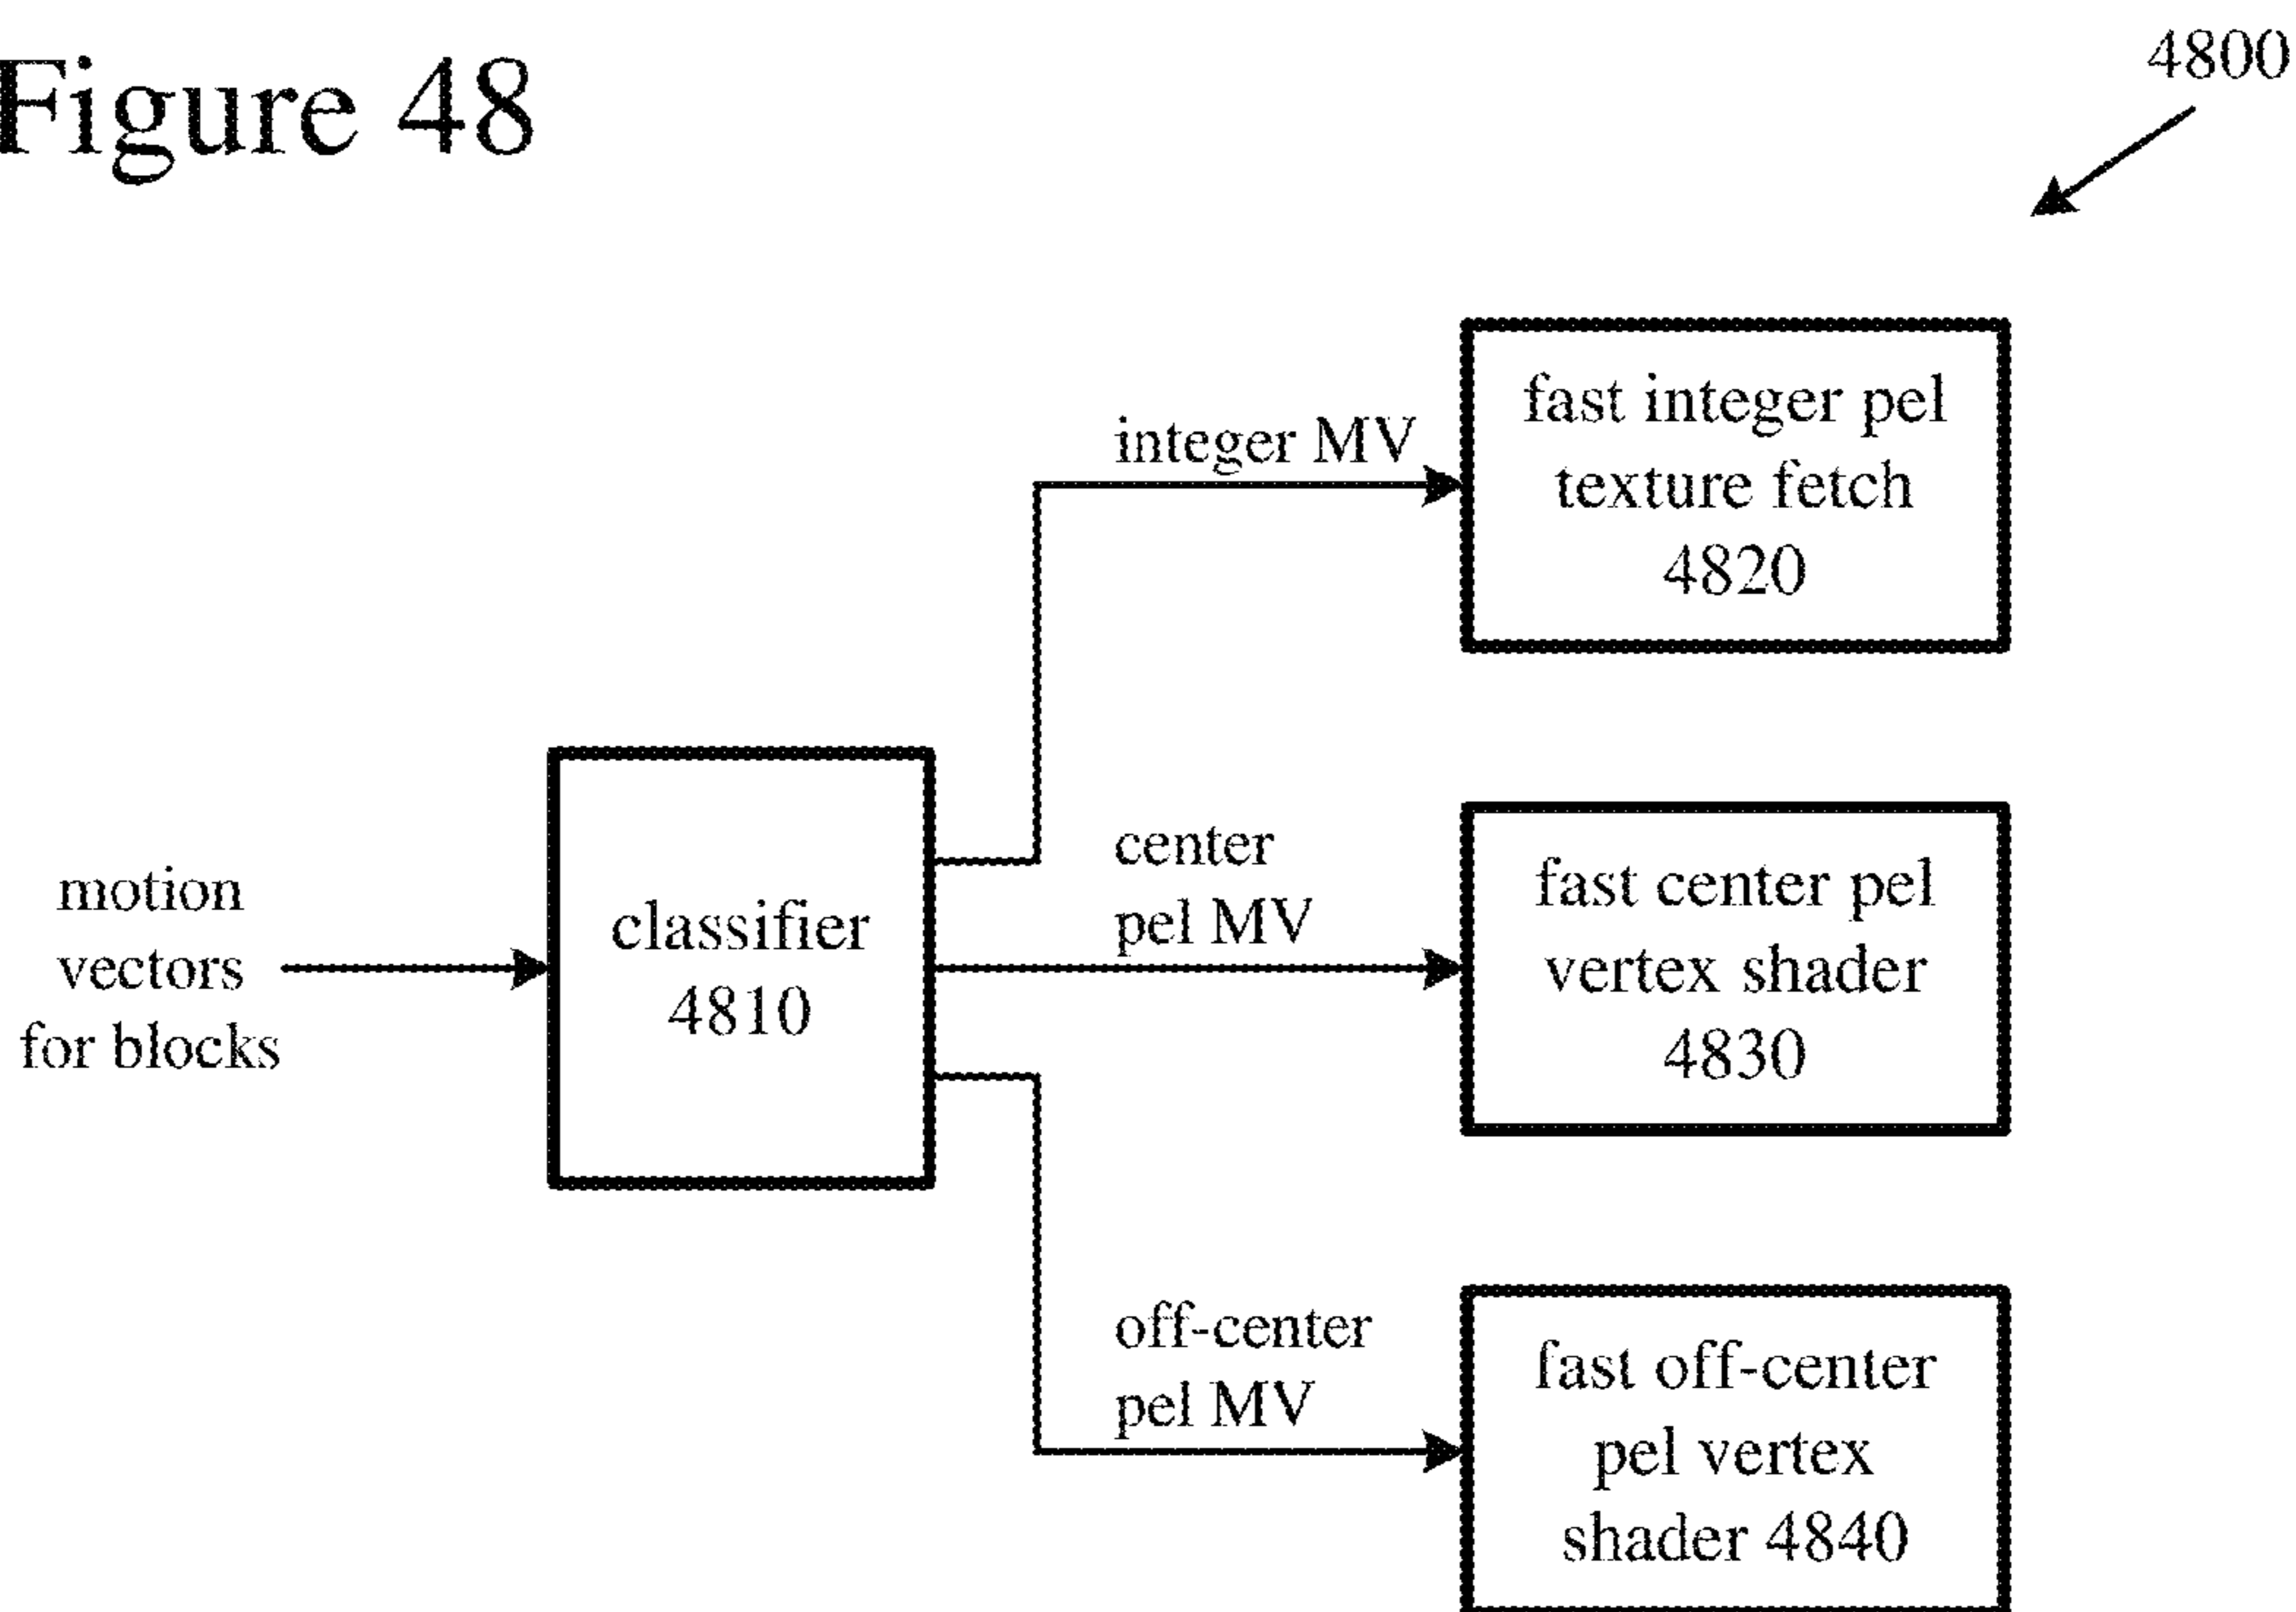 Figure 48
4800
integer MV
fast integer pel
texture fetch
4820
motion
vectors
for blocks
classifier
4810
center
pel MV
fast center pel
vertex shader
4830
off-center
pel MV
fast off-center
pel vertex
shader 4840